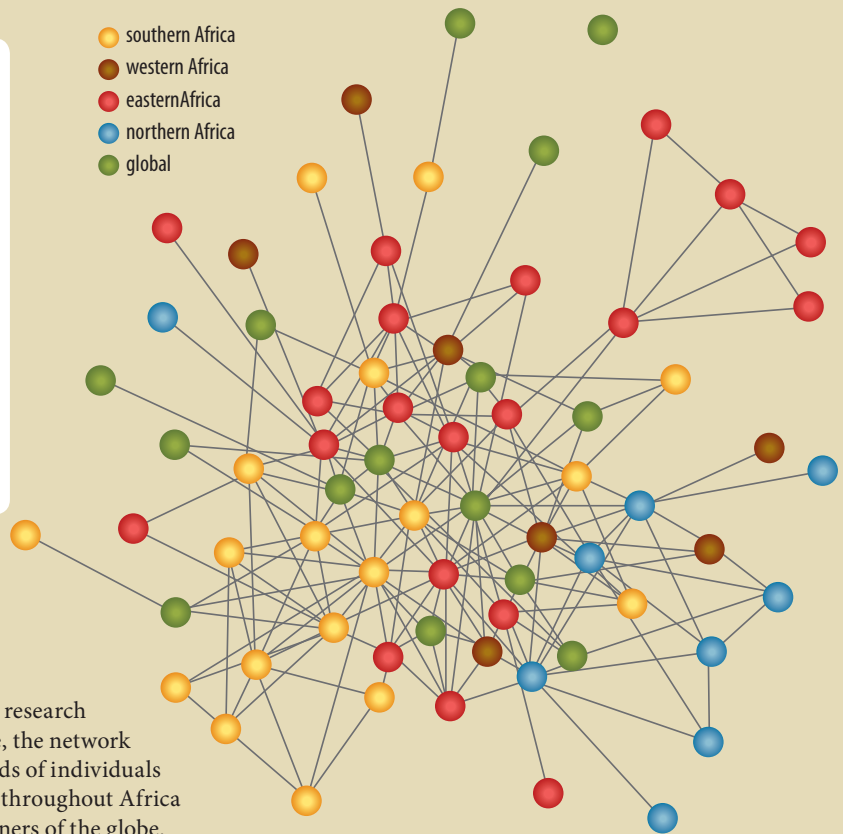 southern Africa
western Africa
easternAfrica
northern Africa
global
research
e, the network
ds of individuals
throughout Africa
ners of the globe.